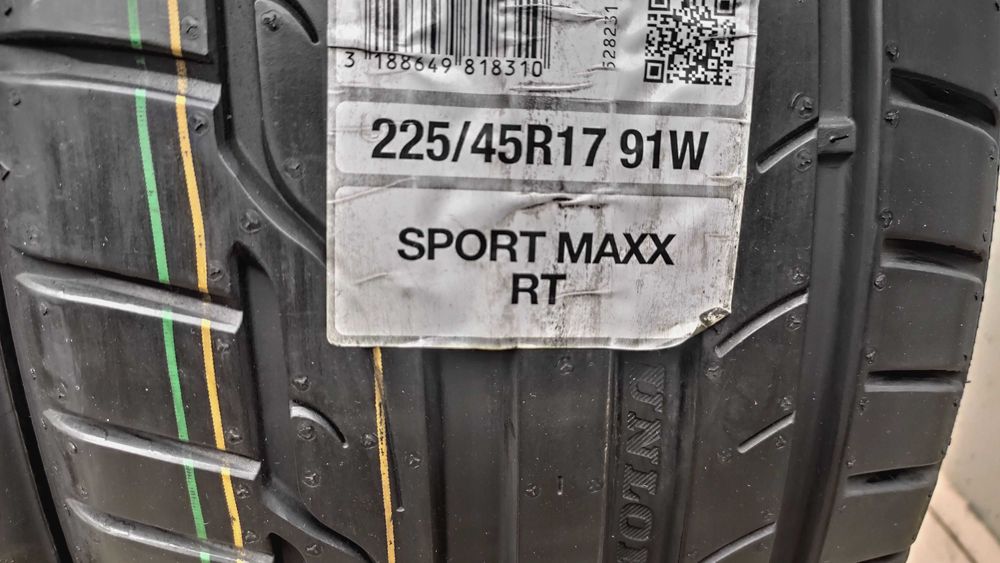 3 188649 818310
528231
225/45R17 91W
SPORT MAXX
RT